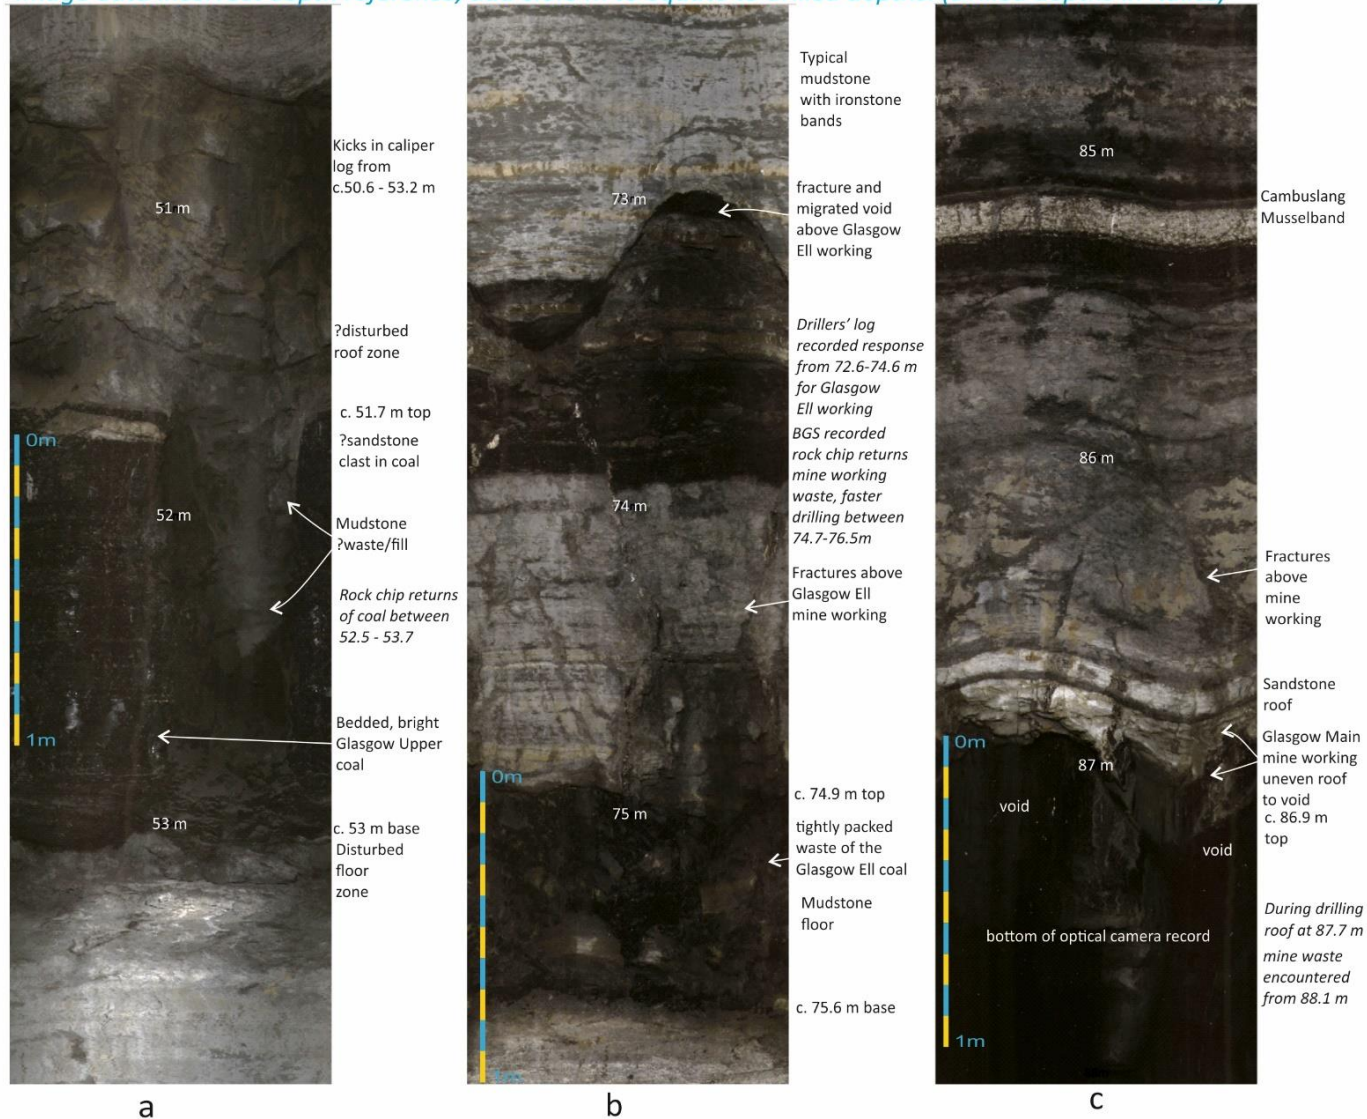 51 m
52 m
53 m
0m
1m
Kicks in caliper
log from
c.50.6 - 53.2 m
?disturbed
roof zone
c. 51.7 m top
?sandstone
clast in coal
Mudstone
?waste/fill
Rock chip returns
of coal between
52.5 - 53.7
Bedded, bright
Glasgow Upper
coal
c. 53 m base
Disturbed
floor
zone
a
73 m
74 m
75 m
0m
1m
Typical
mudstone
with ironstone
bands
fracture and
migrated void
above Glasgow
Ell working
Drillers' log
recorded response
from 72.6-74.6 m
for Glasgow
Ell working
BGS recorded
rock chip returns
mine working
waste, faster
drilling between
74.7-76.5m
Fractures above
Glasgow Ell
mine working
c. 74.9 m top
tightly packed
waste of the
Glasgow Ell coal
Mudstone
floor
c. 75.6 m base
b
85 m
86 m
87 m
0m
1m
void
void
bottom of optical camera record
Cambuslang
Musselband
Fractures
above
mine
working
Sandstone
roof
Glasgow Main
mine working
uneven roof
to void
c. 86.9 m
top
During drilling
roof at 87.7 m
mine waste
encountered
from 88.1 m
c